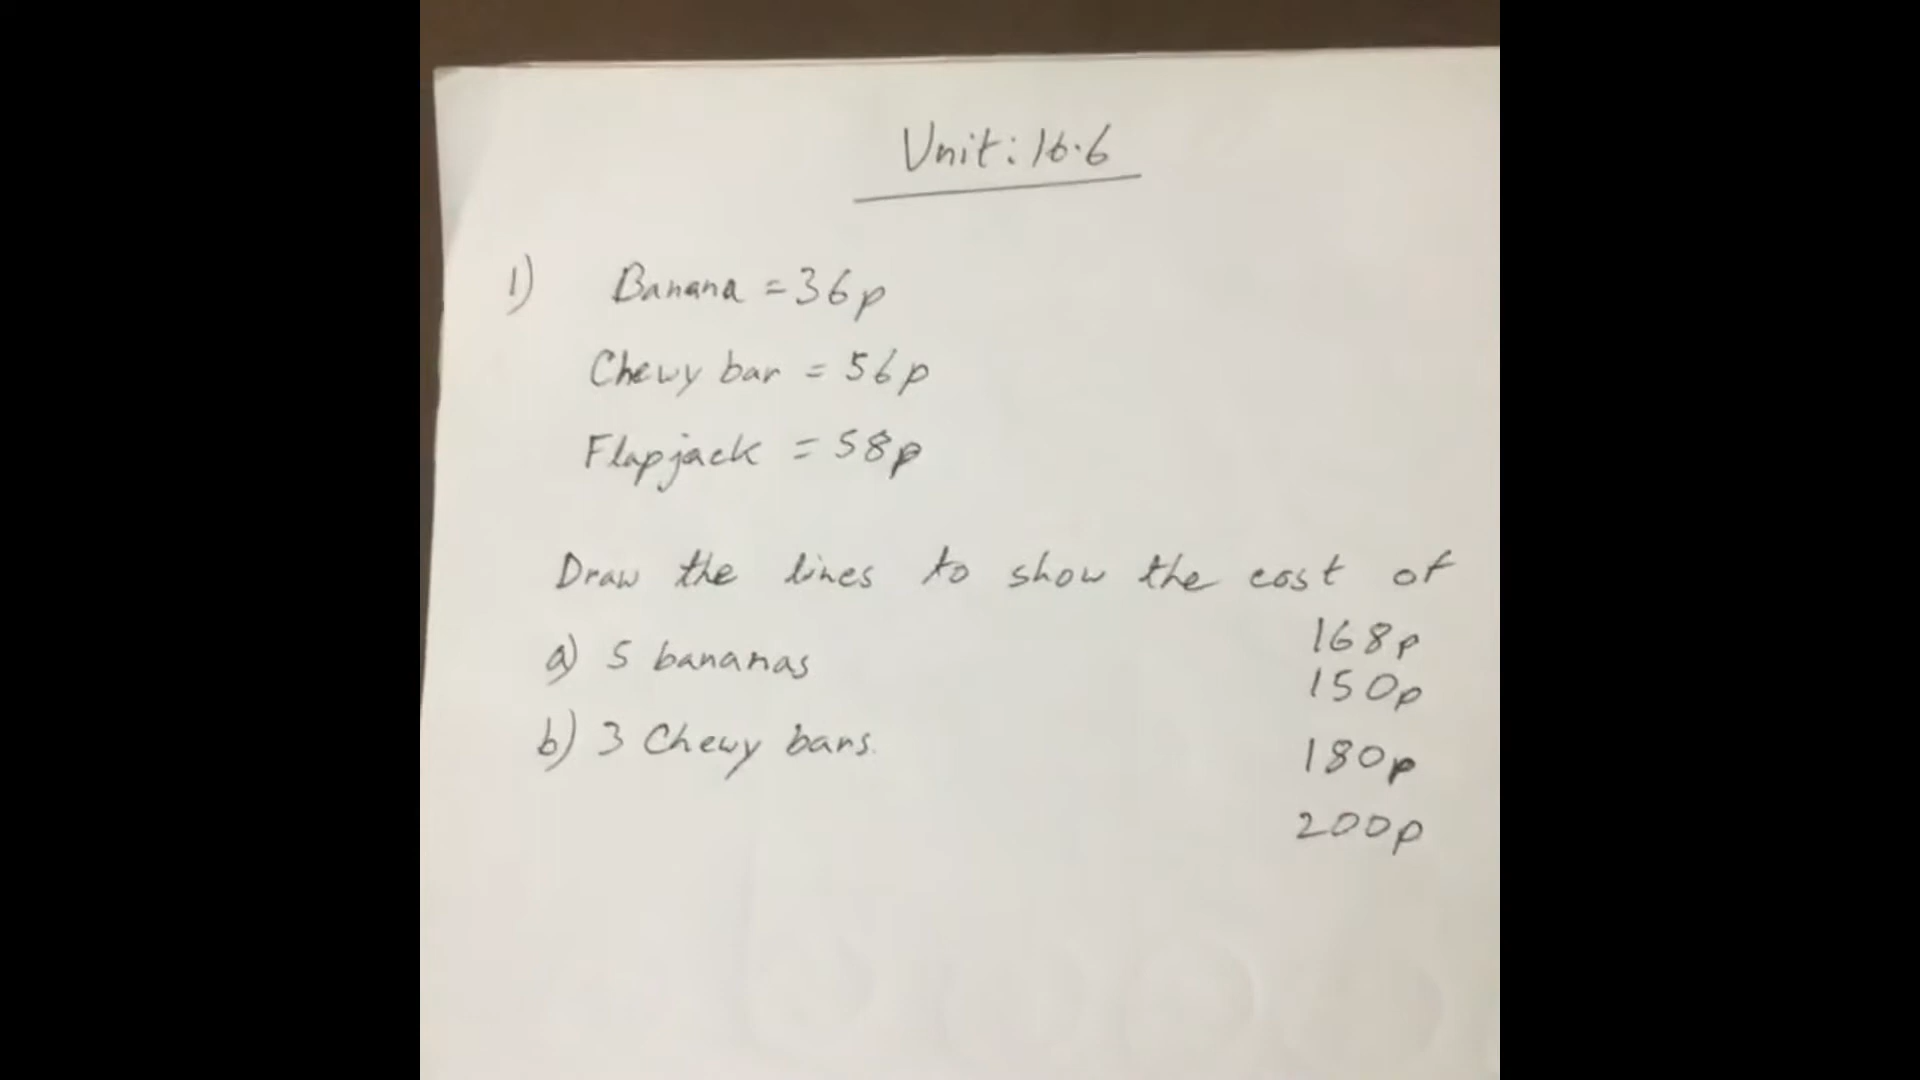 Unit: 16.6
1) Banana = 36p
Chewy bar = 56p
Flapjack = 58p
Draw the lines to show the cost of
a) 5 bananas 168p
150p
b) 3 Chewy bars. 180p
200p